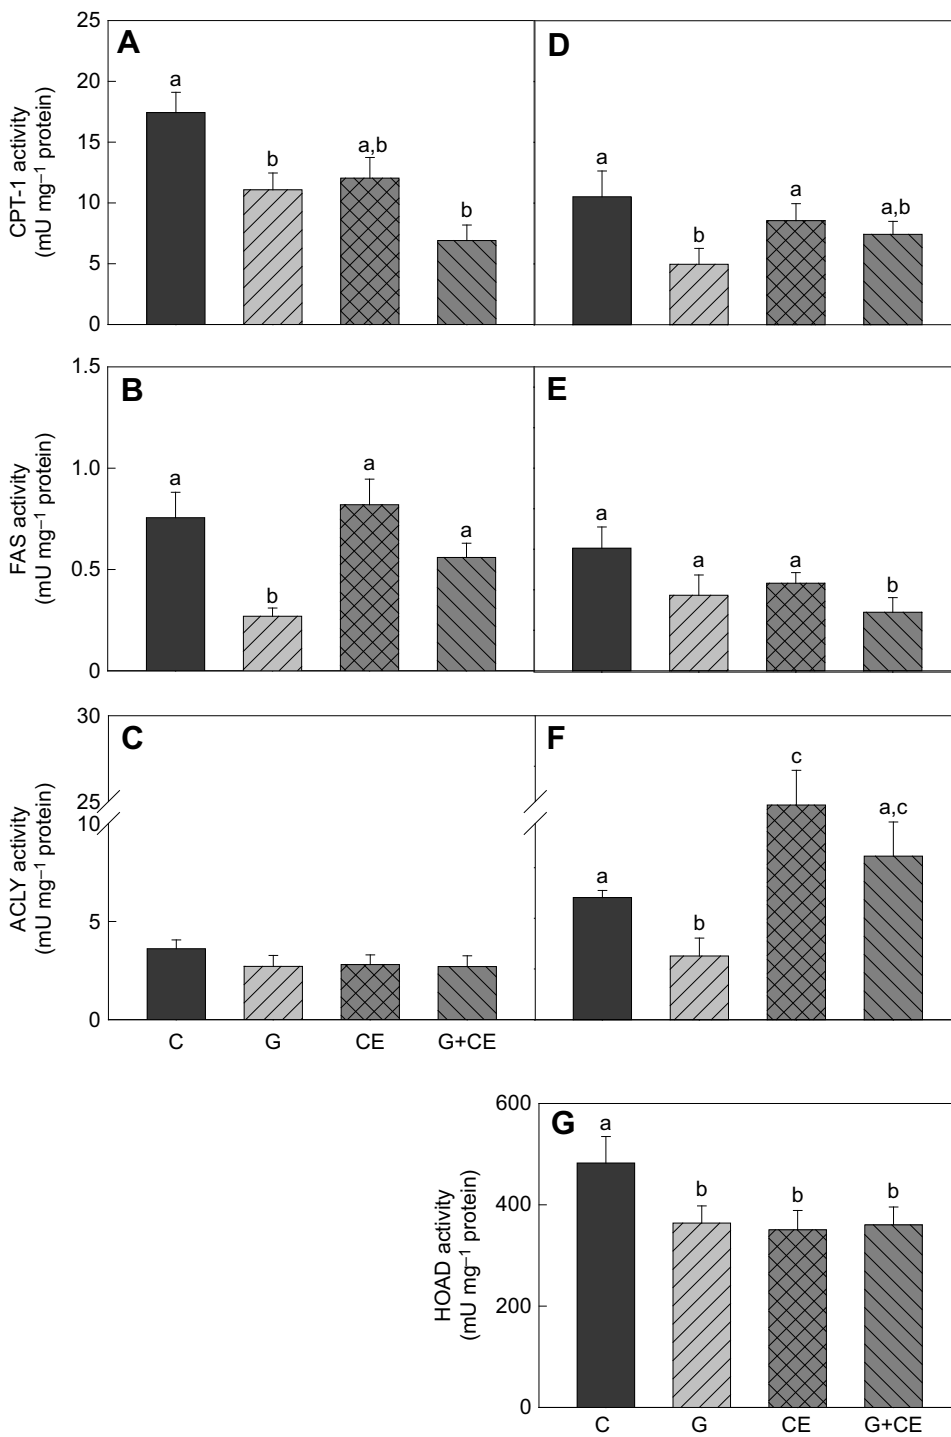 25
A
D
20
a
15
b
a,b
a
a
10
b
b
a,b
5
0
CPT-1 activity
(mU mg–1 protein)
1.5
B
E
1.0
a
a
a
a
a
a
0.5
b
b
0
FAS activity
(mU mg–1 protein)
30
C
F
c
25
10
a,c
a
b
5
0
ACLY activity
(mU mg–1 protein)
C G CE G+CE
600
G
a
b b b
400
200
0
HOAD activity
(mU mg–1 protein)
C G CE G+CE